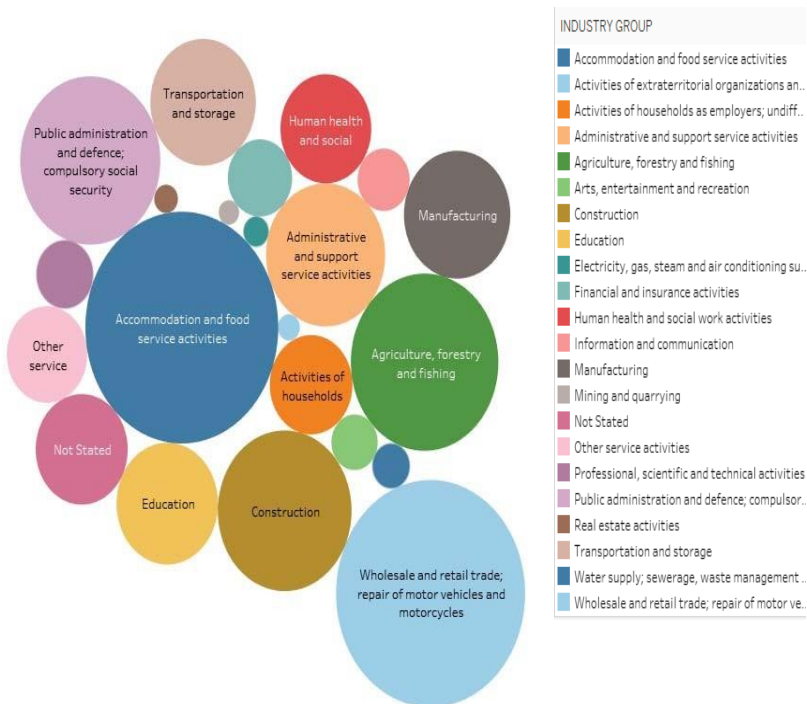 Transportation
and storage
Public administration
and defence;
compulsory social
security
Human health
and social
Manufacturing
Administrative
and support
service activities
Accommodation and food
service activities
Other
service
Agriculture, forestry
and fishing
Activities of
households
Not Stated
Education
Construction
Wholesale and retail trade;
repair of motor vehicles and
motorcycles
INDUSTRY GROUP
Accommodation and food service activities
Activities of extraterritorial organizations an..
Activities of households as employers; undiff..
Administrative and support service activities
Agriculture, forestry and fishing
Arts, entertainment and recreation
Construction
Education
Electricity, gas, steam and air conditioning su..
Financial and insurance activities
Human health and social work activities
Information and communication
Manufacturing
Mining and quarrying
Not Stated
Other service activities
Professional, scientific and technical activities
Public administration and defence; compulsor..
Real estate activities
Transportation and storage
Water supply; sewerage, waste management ..
Wholesale and retail trade; repair of motor ve..